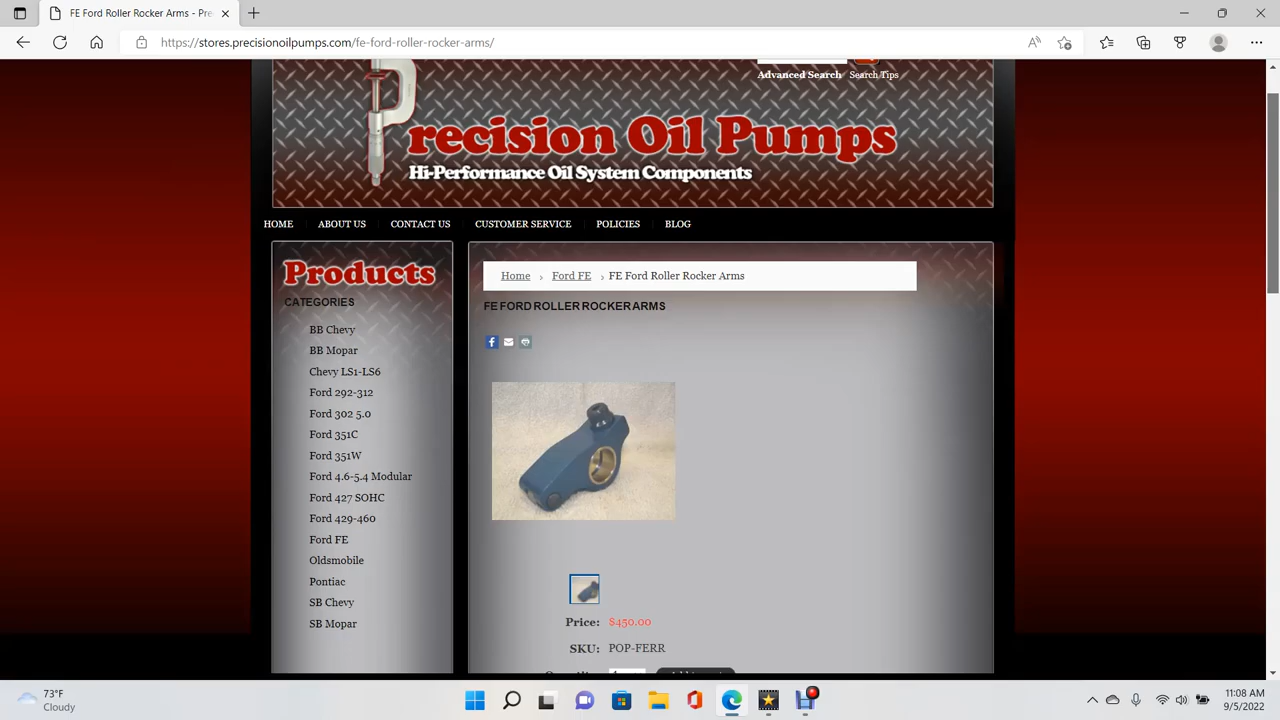 FE Ford Roller Rocker Arms - Pre
https://stores.precisionoilpumps.com/fe-ford-roller-rocker-arms/
Advanced Search Search Tips
Precision Oil Pumps
Hi-Performance Oil System Components
HOME ABOUT US CONTACT US CUSTOMER SERVICE POLICIES BLOG
Products
CATEGORIES
BB Chevy
BB Mopar
Chevy LS1-LS6
Ford 292-312
Ford 302 5.0
Ford 351C
Ford 351W
Ford 4.6-5.4 Modular
Ford 427 SOHC
Ford 429-460
Ford FE
Oldsmobile
Pontiac
SB Chevy
SB Mopar
Home > Ford FE > FE Ford Roller Rocker Arms
FE FORD ROLLER ROCKER ARMS
Price: $450.00
SKU: POP-FERR
73°F
Cloudy
11:08 AM
9/5/2022